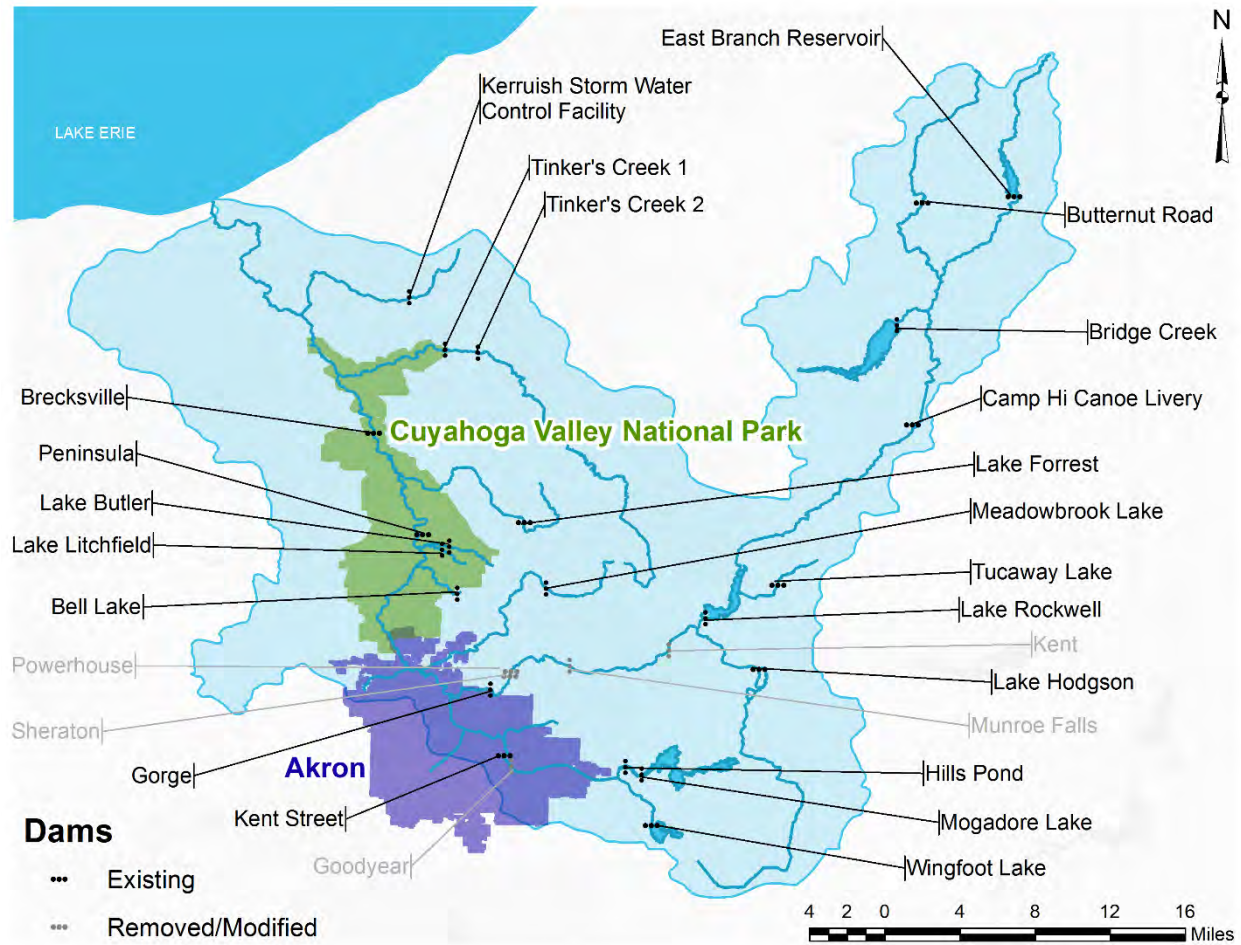 N
East Branch Reservoir
Kerruish Storm Water
Control Facility
LAKE ERIE
Tinker's Creek 1
Tinker's Creek 2
Butternut Road
Bridge Creek
Brecksville
Camp Hi Canoe Livery
Cuyahoga Valley National Park
Peninsula
Lake Forrest
Lake Butler
Meadowbrook Lake
Lake Litchfield
Tucaway Lake
Bell Lake
Lake Rockwell
Powerhouse
Kent
Lake Hodgson
Sheraton
Munroe Falls
Gorge
Akron
Hills Pond
Kent Street
Mogadore Lake
Goodyear
Wingfoot Lake
Dams
Existing
Removed/Modified
4 2 0 4 8 12 16
Miles